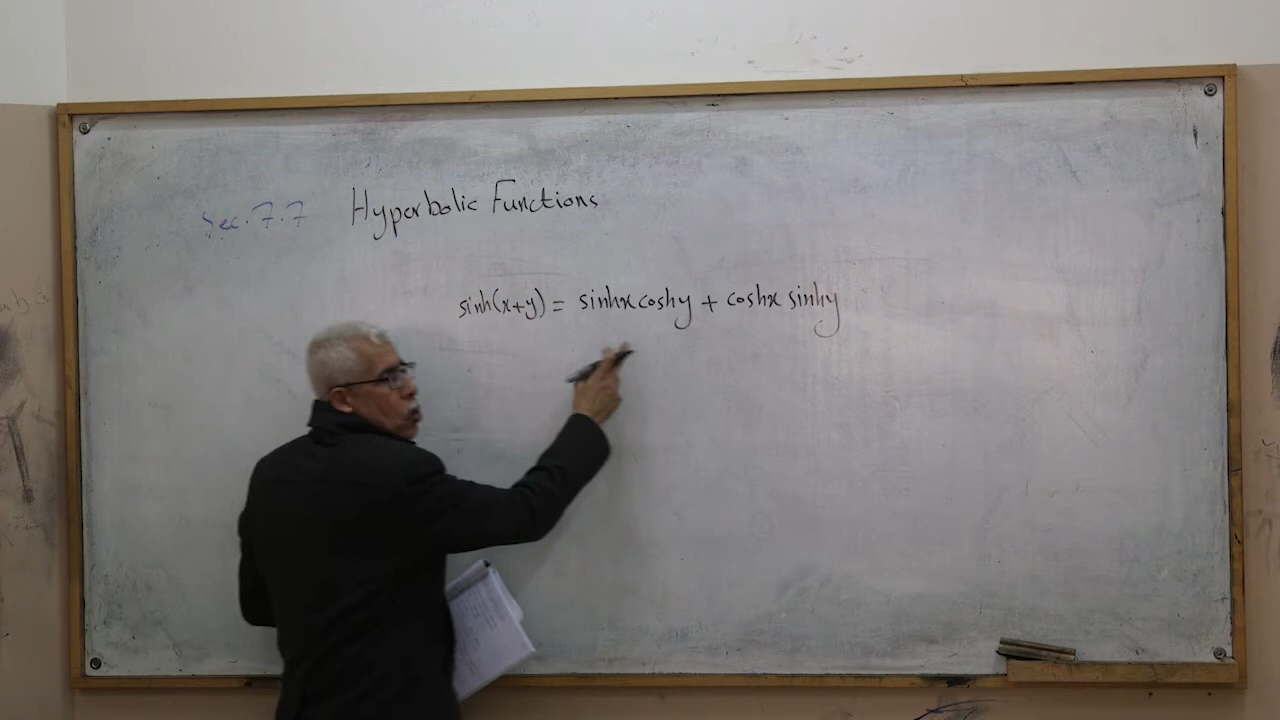 Sec. 7.7 Hyperbolic Functions
sinh(x+y) = sinhx coshy + coshx sinhy